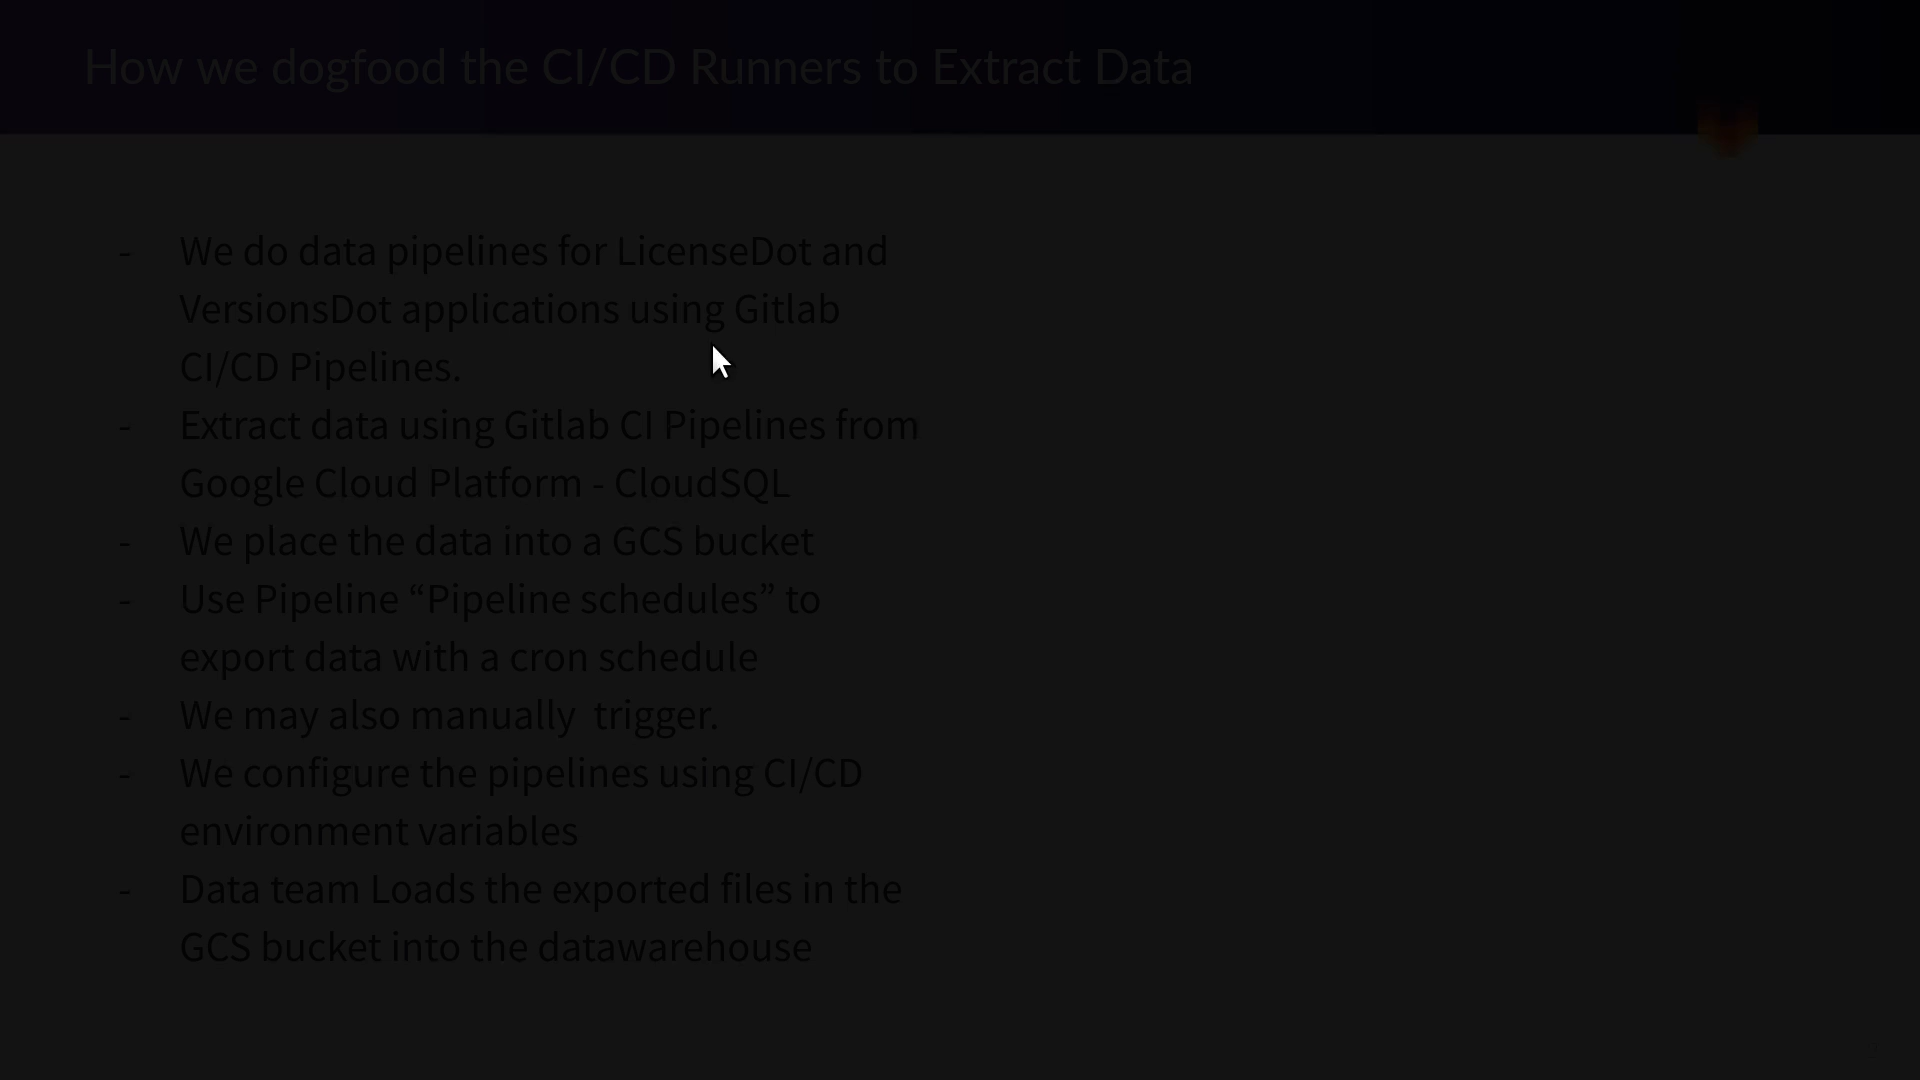 How we dogfood the CI/CD Runners to Extract Data
- We do data pipelines for LicenseDot and
VersionsDot applications using Gitlab
CI/CD Pipelines.
- Extract data using Gitlab CI Pipelines from
Google Cloud Platform - CloudSQL
- We place the data into a GCS bucket
- Use Pipeline “Pipeline schedules” to
export data with a cron schedule
- We may also manually  trigger.
- We configure the pipelines using CI/CD
environment variables
- Data team Loads the exported files in the
GCS bucket into the datawarehouse